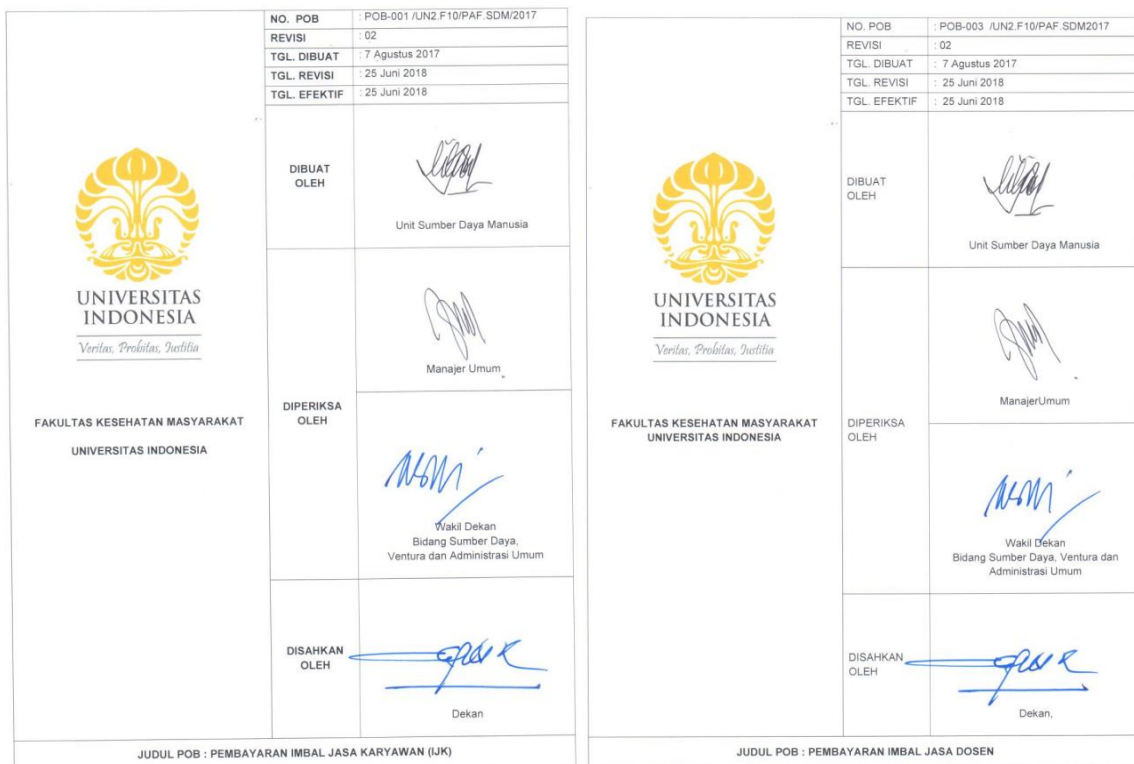 NO. POB : POB-001 /UN2.F10/PAF.SDM/2017
REVISI : 02
TGL. DIBUAT : 7 Agustus 2017
TGL. REVISI : 25 Juni 2018
TGL. EFEKTIF : 25 Juni 2018
DIBUAT
OLEH
Unit Sumber Daya Manusia
UNIVERSITAS
INDONESIA
Veritas, Probitas, Justitia
Manajer Umum
FAKULTAS KESEHATAN MASYARAKAT
UNIVERSITAS INDONESIA
DIPERIKSA
OLEH
Wakil Dekan
Bidang Sumber Daya,
Ventura dan Administrasi Umum
DISAHKAN
OLEH
Dekan
JUDUL POB : PEMBAYARAN IMBAL JASA KARYAWAN (IJK)
NO. POB : POB-003 /UN2.F10/PAF.SDM2017
REVISI : 02
TGL. DIBUAT : 7 Agustus 2017
TGL. REVISI : 25 Juni 2018
TGL. EFEKTIF : 25 Juni 2018
DIBUAT
OLEH
Unit Sumber Daya Manusia
UNIVERSITAS
INDONESIA
Veritas, Probitas, Justitia
ManajerUmum
FAKULTAS KESEHATAN MASYARAKAT
UNIVERSITAS INDONESIA
DIPERIKSA
OLEH
Wakil Dekan
Bidang Sumber Daya, Ventura dan
Administrasi Umum
DISAHKAN
OLEH
Dekan,
JUDUL POB : PEMBAYARAN IMBAL JASA DOSEN